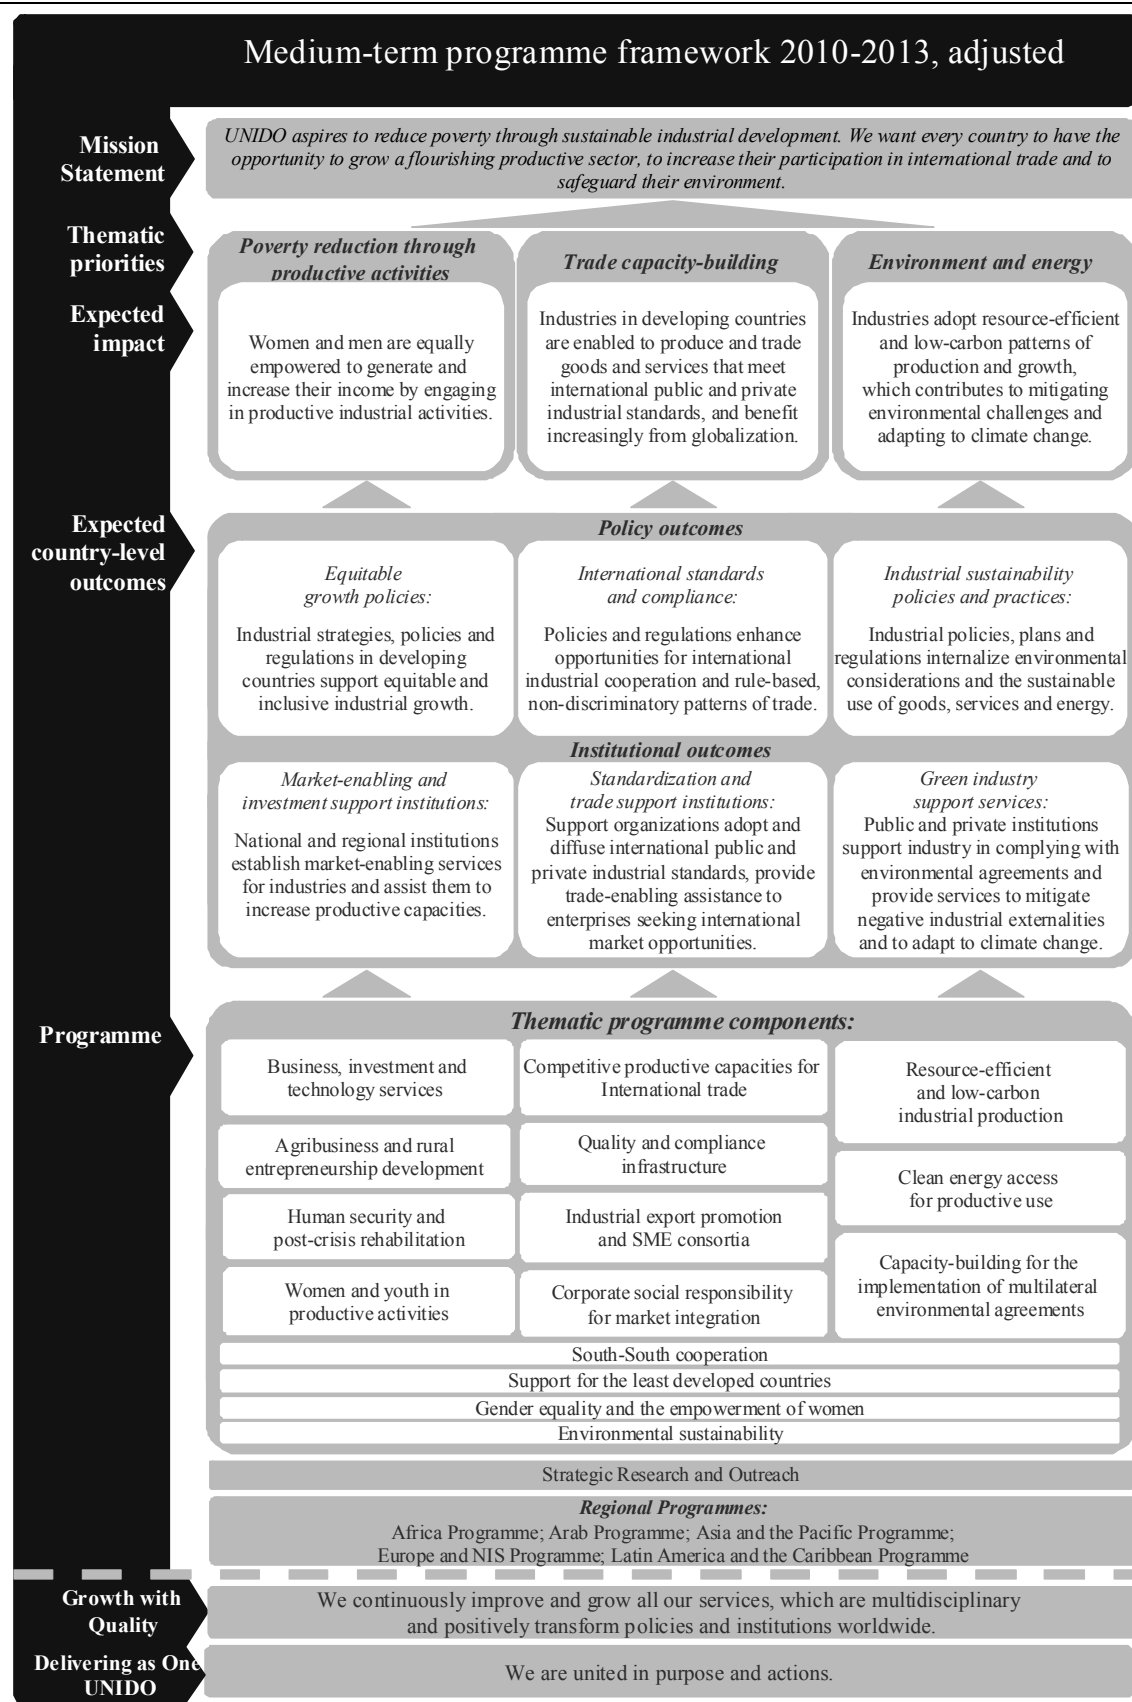 Medium-term programme framework 2010-2013, adjusted
Mission
Statement
UNIDO aspires to reduce poverty through sustainable industrial development. We want every country to have the
opportunity to grow a flourishing productive sector, to increase their participation in international trade and to
safeguard their environment.
Thematic
priorities
Poverty reduction through
productive activities
Trade capacity-building
Environment and energy
Expected
impact
Women and men are equally
empowered to generate and
increase their income by engaging
in productive industrial activities.
Industries in developing countries
are enabled to produce and trade
goods and services that meet
international public and private
industrial standards, and benefit
increasingly from globalization.
Industries adopt resource-efficient
and low-carbon patterns of
production and growth,
which contributes to mitigating
environmental challenges and
adapting to climate change.
Expected
country-level
outcomes
Policy outcomes
Equitable
growth policies:
Industrial strategies, policies and
regulations in developing
countries support equitable and
inclusive industrial growth.
International standards
and compliance:
Policies and regulations enhance
opportunities for international
industrial cooperation and rule-based,
non-discriminatory patterns of trade.
Industrial sustainability
policies and practices:
Industrial policies, plans and
regulations internalize environmental
considerations and the sustainable
use of goods, services and energy.
Institutional outcomes
Market-enabling and
investment support institutions:
National and regional institutions
establish market-enabling services
for industries and assist them to
increase productive capacities.
Standardization and
trade support institutions:
Support organizations adopt and
diffuse international public and
private industrial standards, provide
trade-enabling assistance to
enterprises seeking international
market opportunities.
Green industry
support services:
Public and private institutions
support industry in complying with
environmental agreements and
provide services to mitigate
negative industrial externalities
and to adapt to climate change.
Programme
Thematic programme components:
Business, investment and
technology services
Agribusiness and rural
entrepreneurship development
Human security and
post-crisis rehabilitation
Women and youth in
productive activities
Competitive productive capacities for
International trade
Quality and compliance
infrastructure
Industrial export promotion
and SME consortia
Corporate social responsibility
for market integration
Resource-efficient
and low-carbon
industrial production
Clean energy access
for productive use
Capacity-building for the
implementation of multilateral
environmental agreements
South-South cooperation
Support for the least developed countries
Gender equality and the empowerment of women
Environmental sustainability
Strategic Research and Outreach
Regional Programmes:
Africa Programme; Arab Programme; Asia and the Pacific Programme;
Europe and NIS Programme; Latin America and the Caribbean Programme
Growth with
Quality
We continuously improve and grow all our services, which are multidisciplinary
and positively transform policies and institutions worldwide.
Delivering as One
UNIDO
We are united in purpose and actions.